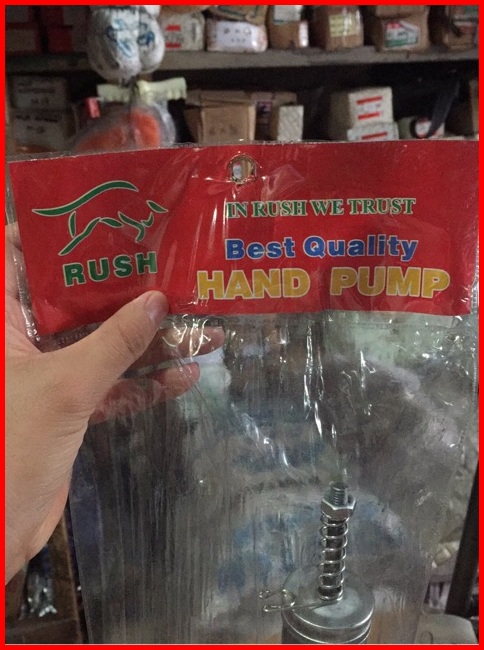 IN RUSH WE TRUST
Best Quality
HAND PUMP
RUSH